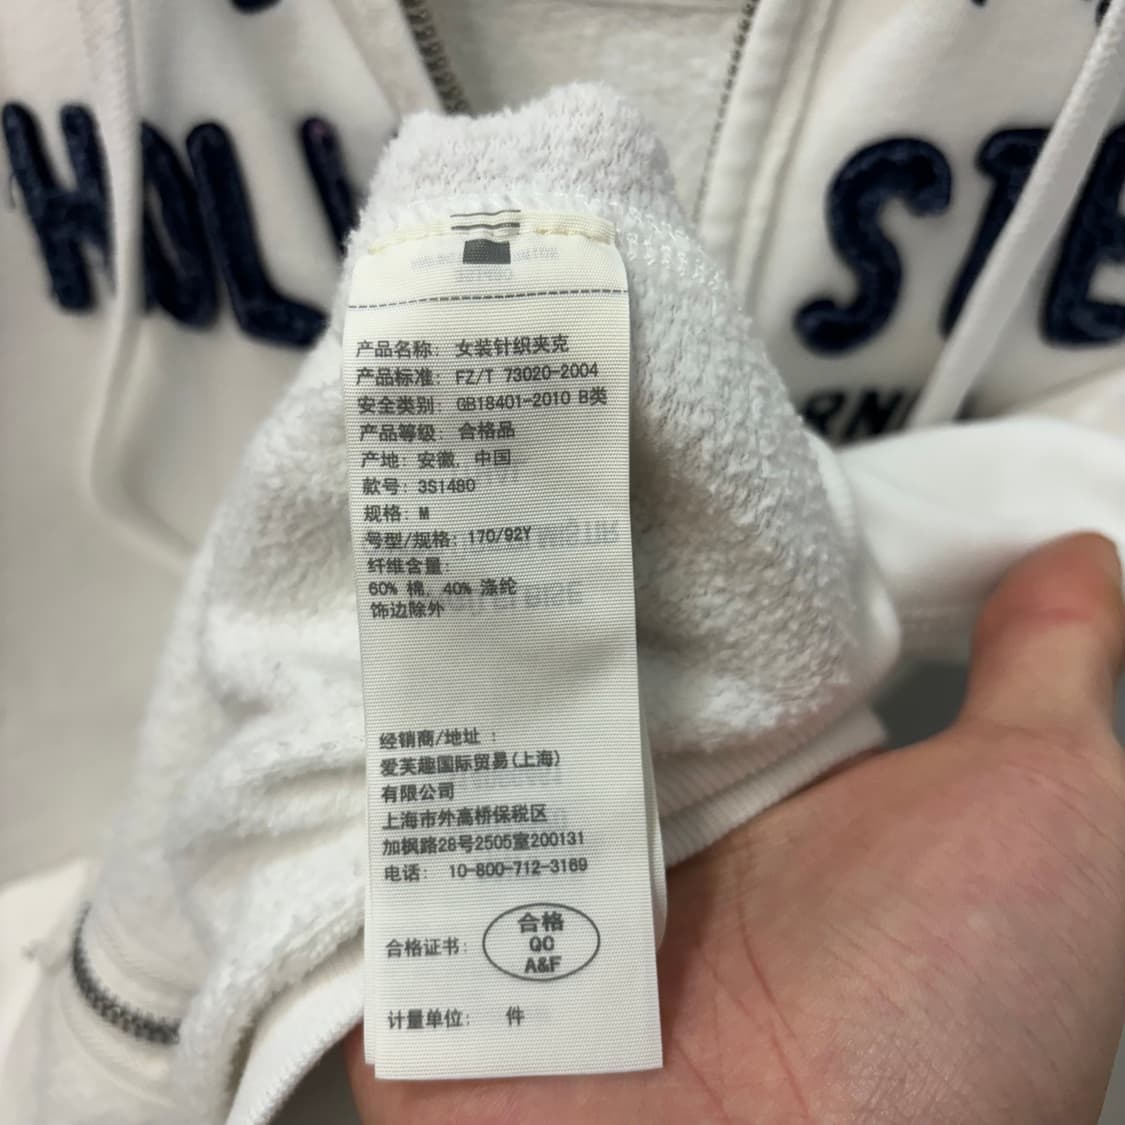 HOLL
STE
RNI
产品名称: 女装针织夹克
产品标准: FZ/T 73020-2004
安全类别: GB18401-2010 B类
产品等级: 合格品
产地: 安徽, 中国
款号: 3S1480
规格: M
号型/规格: 170/92Y
纤维含量:
60% 棉, 40% 涤纶
饰边除外
经销商/地址 :
爱芙趣国际贸易(上海)
有限公司
上海市外高桥保税区
加枫路28号2505室200131
电话: 10-800-712-3169
合格证书:
合格
QC
A&F
计量单位: 件